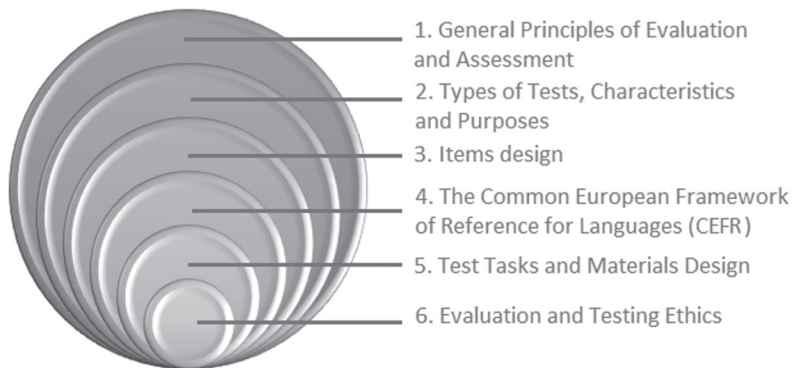 1. General Principles of Evaluation
and Assessment
2. Types of Tests, Characteristics
and Purposes
3. Items design
4. The Common European Framework
of Reference for Languages (CEFR)
5. Test Tasks and Materials Design
6. Evaluation and Testing Ethics